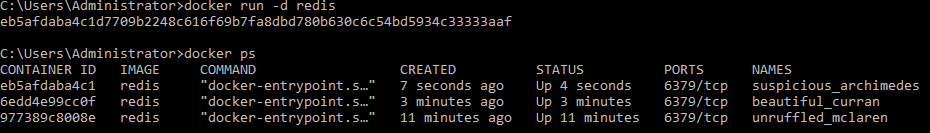 C:\Users\Administrator>docker run -d redis
eb5afdaba4c1d7709b2248c616f69b7fa8dbd780b630c6c54bd5934c33333aaf
C:\Users\Administrator>docker ps
CONTAINER ID IMAGE COMMAND CREATED STATUS PORTS NAMES
eb5afdaba4c1 redis "docker-entrypoint.s…" 7 seconds ago Up 4 seconds 6379/tcp suspicious_archimedes
6edd4e99cc0f redis "docker-entrypoint.s…" 3 minutes ago Up 3 minutes 6379/tcp beautiful_curran
977389c8008e redis "docker-entrypoint.s…" 11 minutes ago Up 11 minutes 6379/tcp unruffled_mclaren